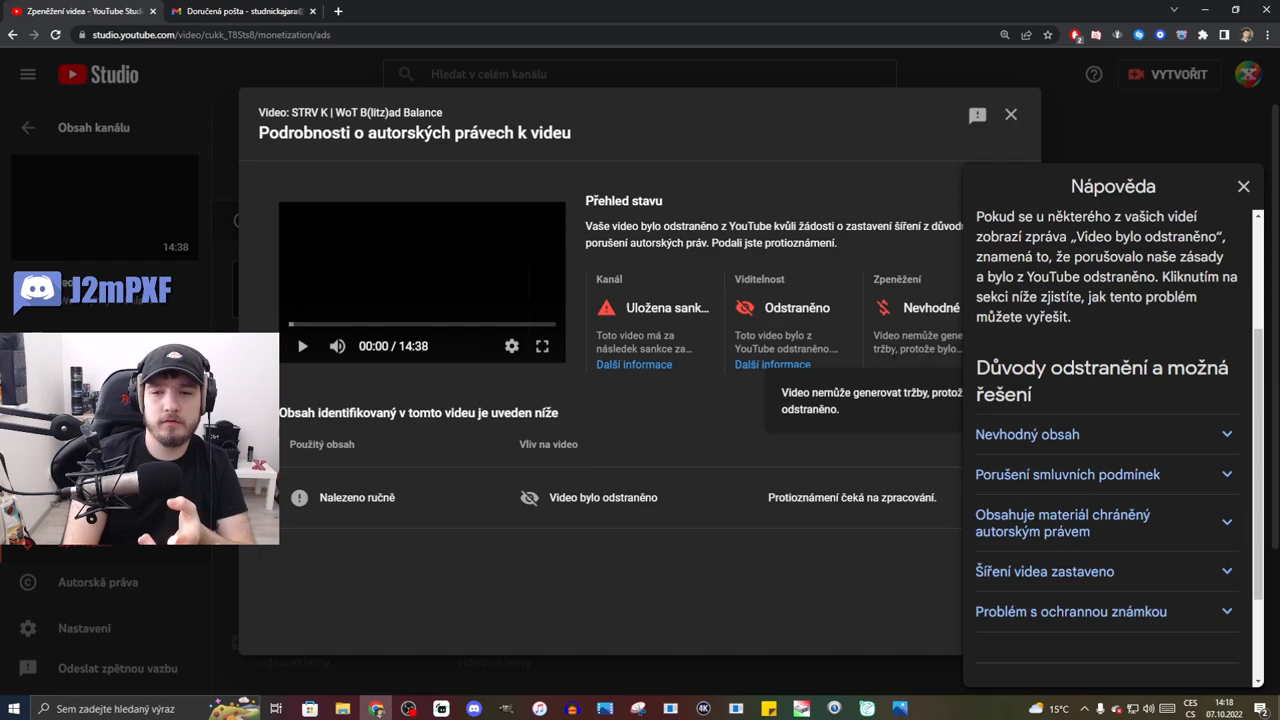 Zpeněžení videa - YouTube Studio
Doručená pošta - studnickajara@
studio.youtube.com/video/cukk_T8Sts8/monetization/ads
2
Studio
Hledat v celém kanálu
VYTVOŘIT
Obsah kanálu
14:38
J2mPXF
Video: STRV K | WoT B(litz)ad Balance
Podrobnosti o autorských právech k videu
00:00 / 14:38
Přehled stavu
Vaše video bylo odstraněno z YouTube kvůli žádosti o zastavení šíření z důvodu
porušení autorských práv. Podali jste protioznámení.
Kanál
Uložena sank...
Toto video má za
následek sankce za...
Další informace
Viditelnost
Odstraněno
Toto video bylo z
YouTube odstraněno....
Další informace
Zpeněžení
Nevhodné
Video nemůže gene
tržby, protože bylo...
Video nemůže generovat tržby, protož
odstraněno.
Obsah identifikovaný v tomto videu je uveden níže
Použitý obsah
Vliv na video
Nalezeno ručně
Video bylo odstraněno
Protioznámení čeká na zpracování.
Nápověda
Pokud se u některého z vašich videí
zobrazí zpráva „Video bylo odstraněno“,
znamená to, že porušovalo naše zásady
a bylo z YouTube odstraněno. Kliknutím na
sekci níže zjistíte, jak tento problém
můžete vyřešit.
Důvody odstranění a možná
řešení
Nevhodný obsah
Porušení smluvních podmínek
Obsahuje materiál chráněný
autorským právem
Šíření videa zastaveno
Problém s ochrannou známkou
Autorská práva
Nastavení
Odeslat zpětnou vazbu
videoreklamy
videoreklamy
Sem zadejte hledaný výraz
4K
15°C
CES
CS
14:18
07.10.2022
2